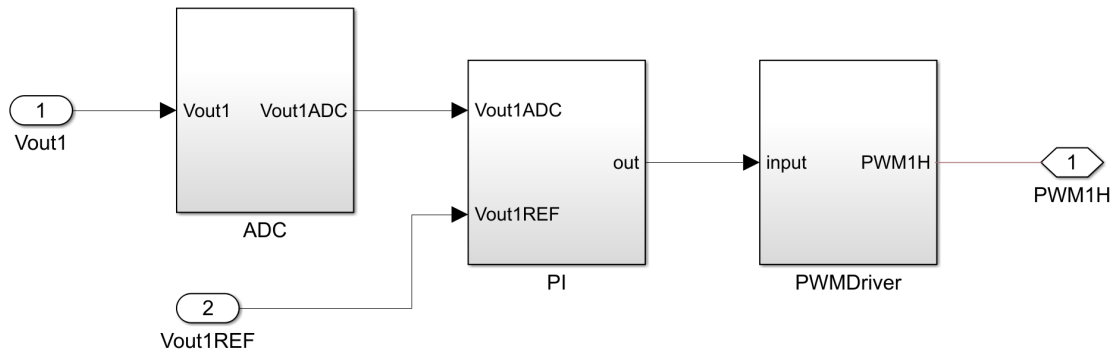 1
Vout1
Vout1 Vout1ADC
ADC
Vout1ADC
out
Vout1REF
PI
input PWM1H
PWMDriver
1
PWM1H
2
Vout1REF